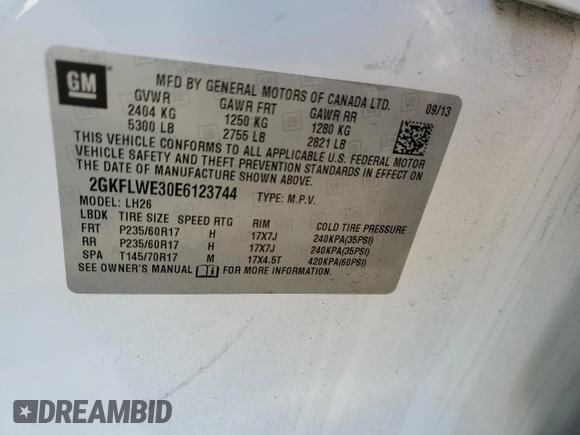 GM
MFD BY GENERAL MOTORS OF CANADA LTD.
09/13
GVWR GAWR FRT GAWR RR
2404 KG 1250 KG 1280 KG
5300 LB 2755 LB 2821 LB
THIS VEHICLE CONFORMS TO ALL APPLICABLE U.S. FEDERAL MOTOR
VEHICLE SAFETY AND THEFT PREVENTION STANDARDS IN EFFECT ON
THE DATE OF MANUFACTURE SHOWN ABOVE.
2GKFLWE30E6123744 TYPE: M.P.V.
MODEL: LH26
LBDK TIRE SIZE SPEED RTG RIM COLD TIRE PRESSURE
FRT P235/60R17 H 17X7J 240KPA(35PSI)
RR P235/60R17 H 17X7J 240KPA(35PSI)
SPA T145/70R17 M 17X4.5T 420KPA(60PSI)
SEE OWNER'S MANUAL FOR MORE INFORMATION.
DREAMBID